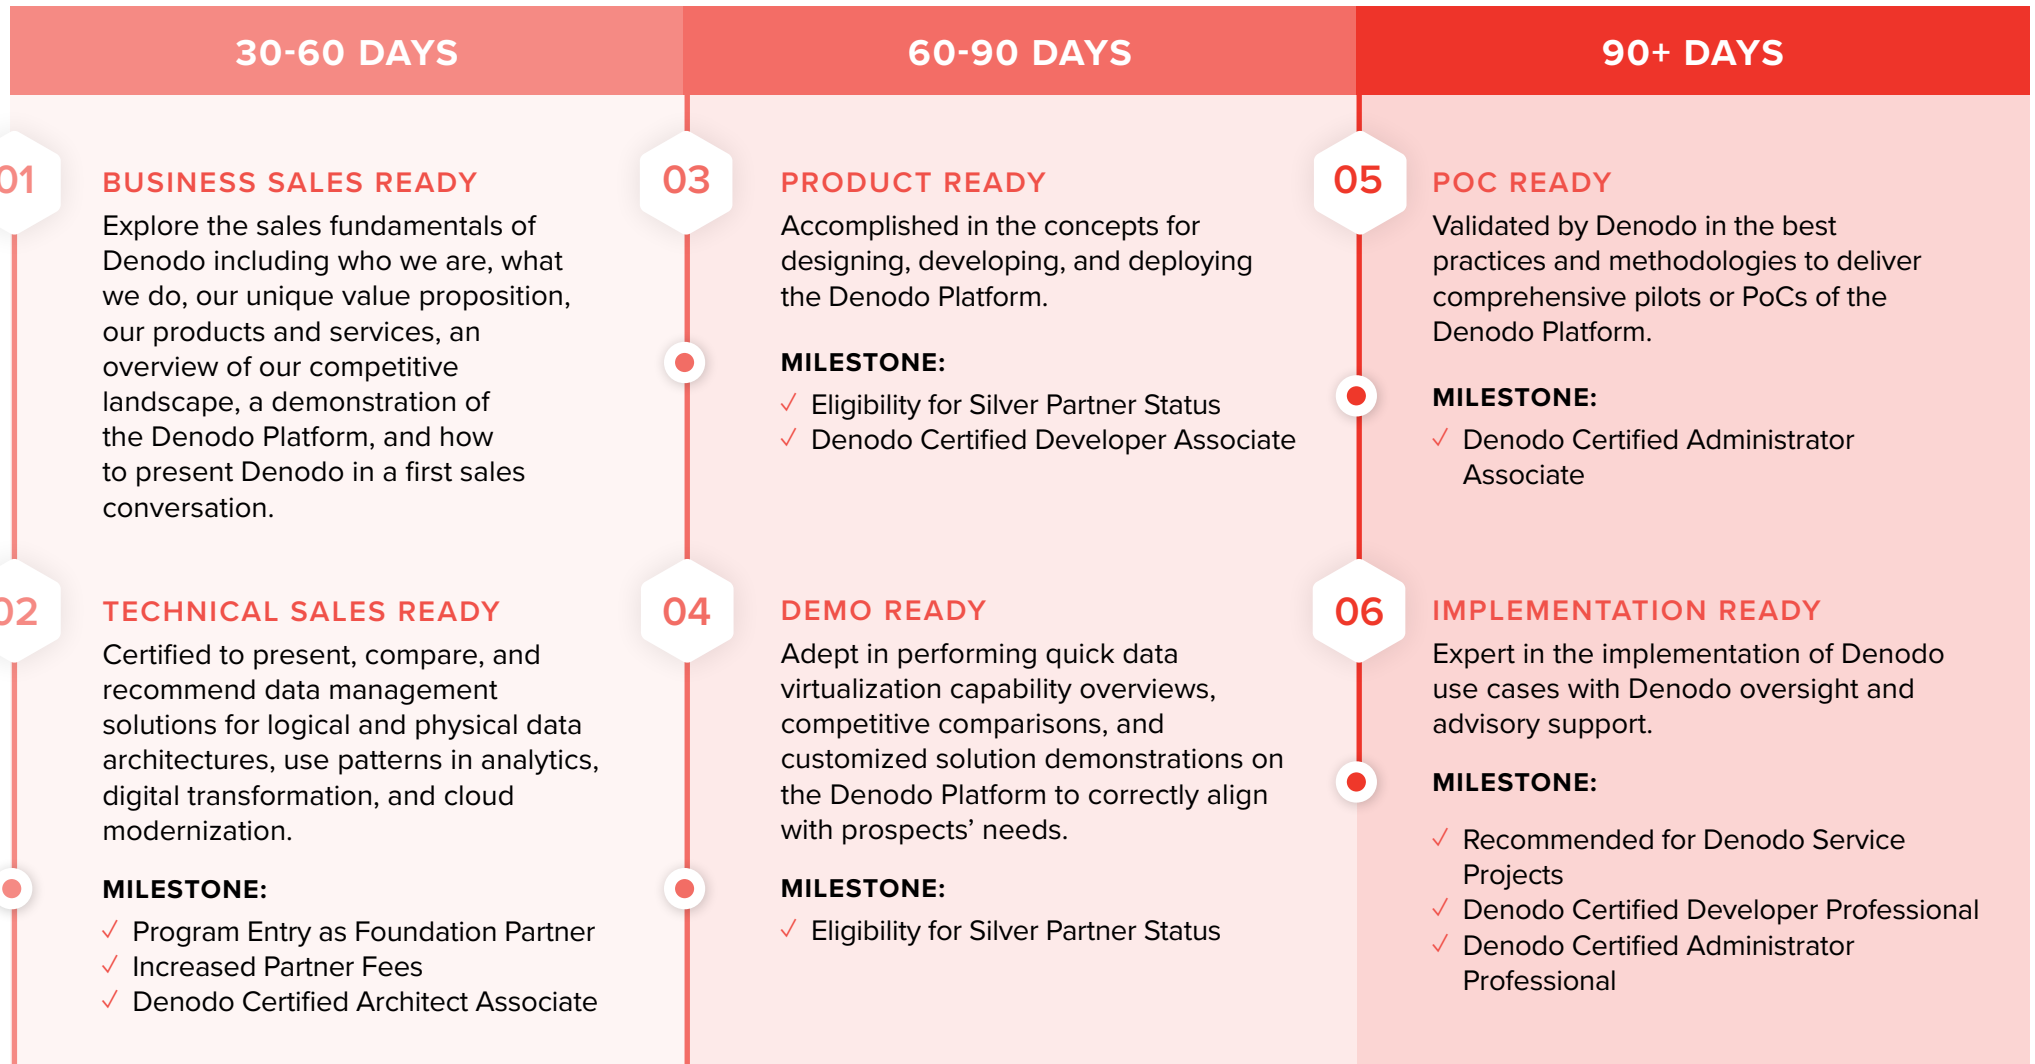 30-60 DAYS
60-90 DAYS
90+ DAYS
01
BUSINESS SALES READY
Explore the sales fundamentals of
Denodo including who we are, what
we do, our unique value proposition,
our products and services, an
overview of our competitive
landscape, a demonstration of
the Denodo Platform, and how
to present Denodo in a first sales
conversation.
02
TECHNICAL SALES READY
Certified to present, compare, and
recommend data management
solutions for logical and physical data
architectures, use patterns in analytics,
digital transformation, and cloud
modernization.
MILESTONE:
✓ Program Entry as Foundation Partner
✓ Increased Partner Fees
✓ Denodo Certified Architect Associate
03
PRODUCT READY
Accomplished in the concepts for
designing, developing, and deploying
the Denodo Platform.
MILESTONE:
✓ Eligibility for Silver Partner Status
✓ Denodo Certified Developer Associate
04
DEMO READY
Adept in performing quick data
virtualization capability overviews,
competitive comparisons, and
customized solution demonstrations on
the Denodo Platform to correctly align
with prospects’ needs.
MILESTONE:
✓ Eligibility for Silver Partner Status
05
POC READY
Validated by Denodo in the best
practices and methodologies to deliver
comprehensive pilots or PoCs of the
Denodo Platform.
MILESTONE:
✓ Denodo Certified Administrator
Associate
06
IMPLEMENTATION READY
Expert in the implementation of Denodo
use cases with Denodo oversight and
advisory support.
MILESTONE:
✓ Recommended for Denodo Service
Projects
✓ Denodo Certified Developer Professional
✓ Denodo Certified Administrator
Professional